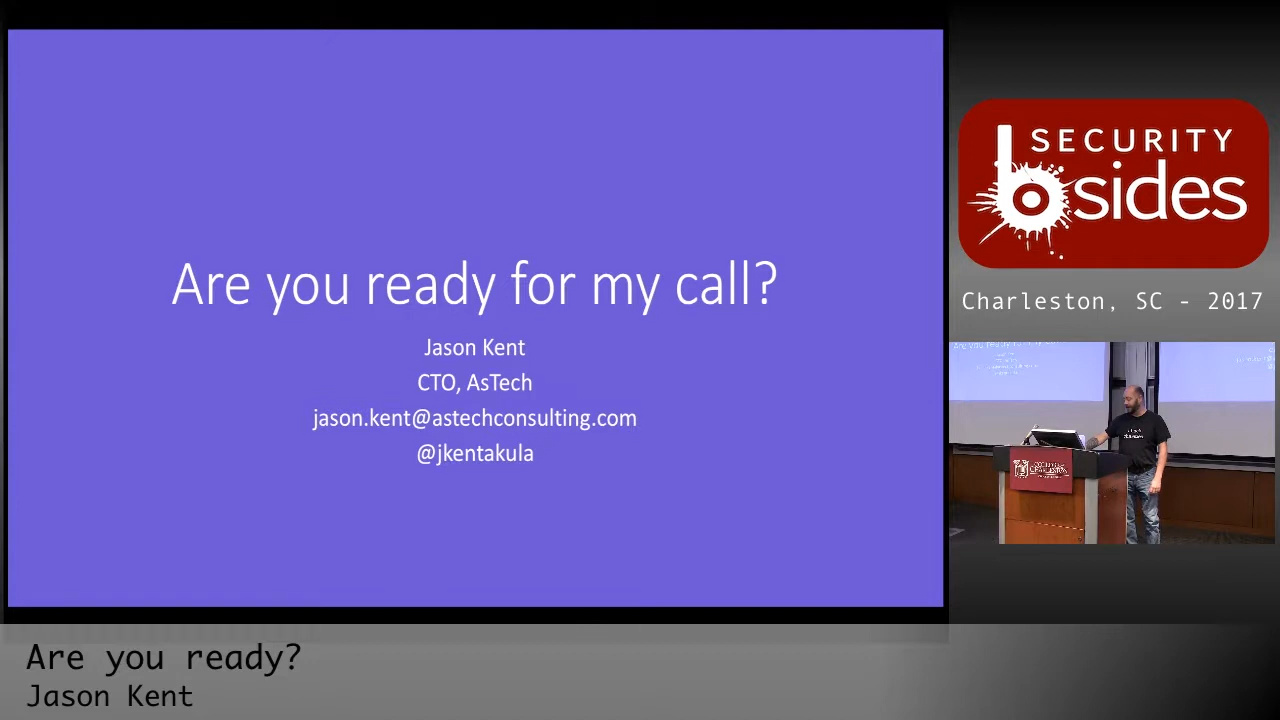 Are you ready for my call?
Jason Kent
CTO, AsTech
jason.kent@astechconsulting.com
@jkentakula
SECURITY
bsides
Charleston, SC - 2017
Are you ready?
Jason Kent